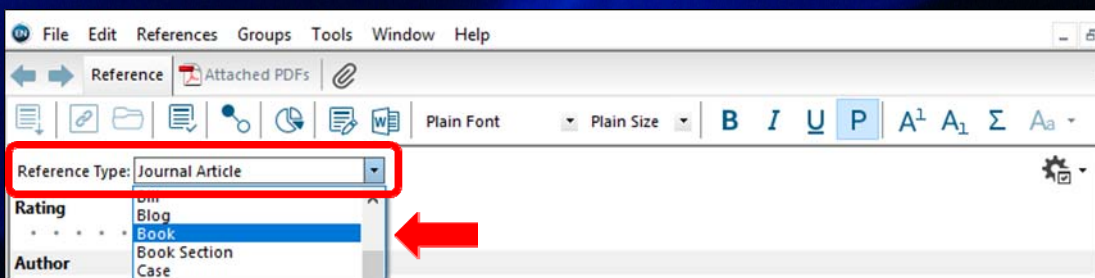 File Edit References Groups Tools Window Help
Reference Attached PDFs
Plain Font Plain Size B I U P A1 A1 Σ Aa
Reference Type: Journal Article
Rating
Blog
Book
Book Section
Author
Case